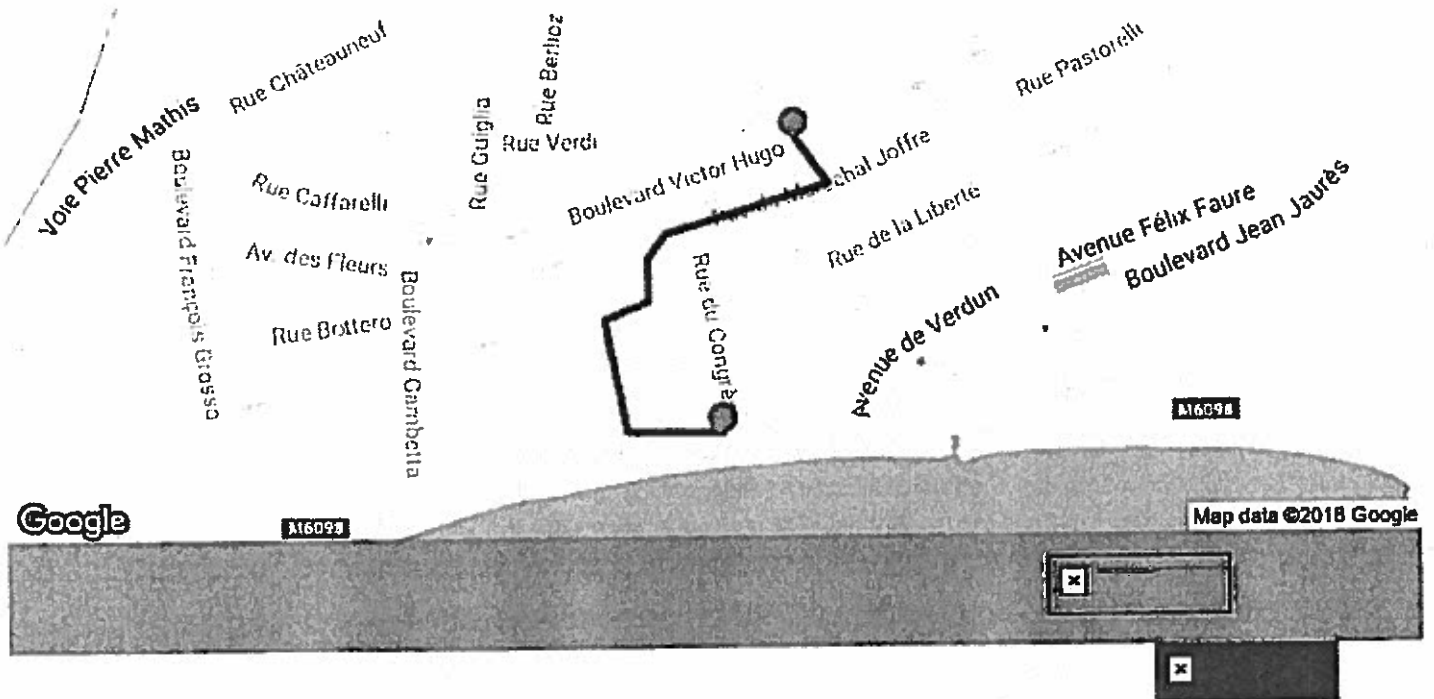 Rue Châteauneuf
Rue Berlioz
Rue Pastorelli
Voie Pierre Mathis
Rue Guiglia
Rue Verdi
Boulevard Victor Hugo
Maréchal Joffre
Boulevard François Grosso
Rue Caffarelli
Rue de la Liberté
Avenue Félix Faure
Boulevard Jean Jaurès
Av. des Fleurs
Boulevard Gambetta
Rue du Congrè
Rue Bottero
Avenue de Verdun
M6098
Google
M6098
Map data ©2018 Google